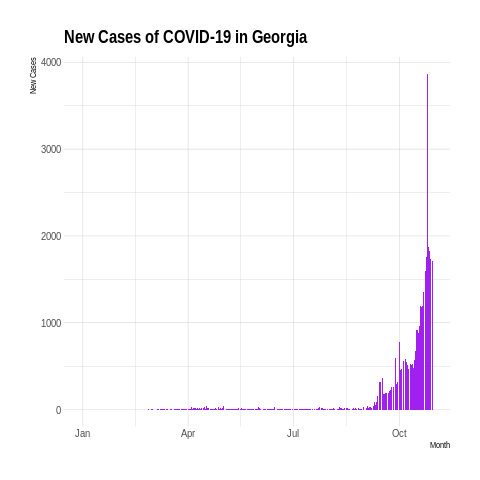 New Cases of COVID-19 in Georgia
New Cases
4000
3000
2000
1000
0
Jan Apr Jul Oct
Month